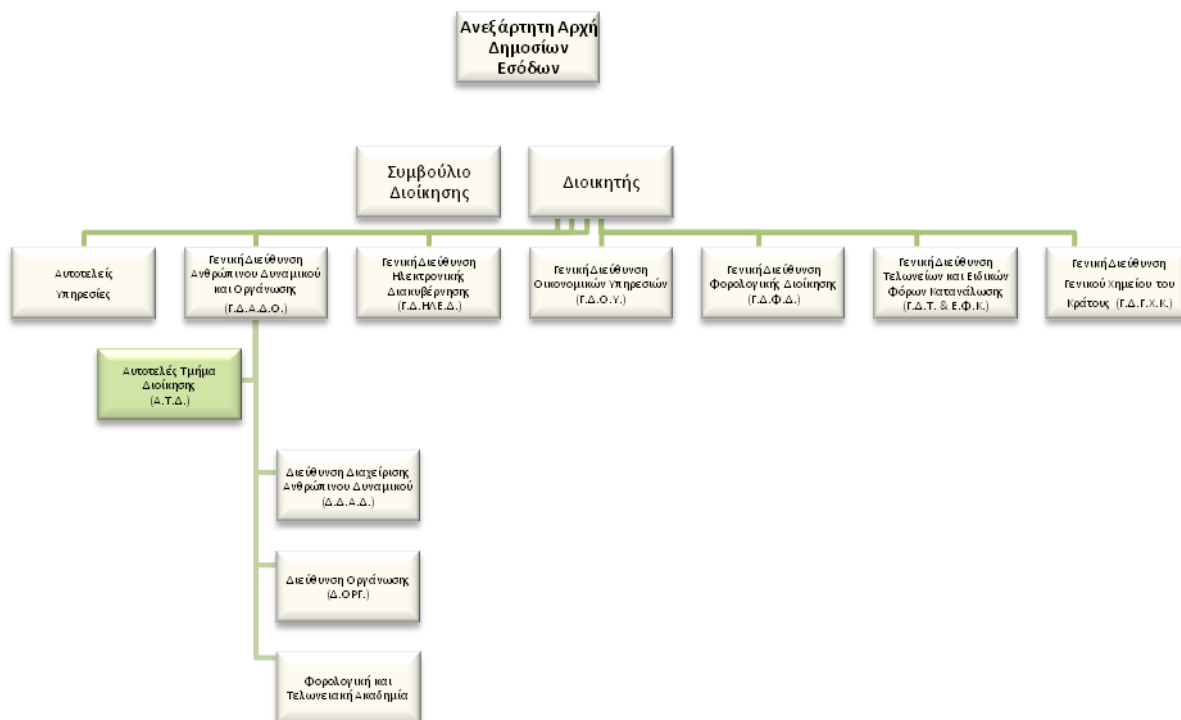 Ανεξάρτητη Αρχή
Δημοσίων
Εσόδων
Συμβούλιο
Διοίκησης
Διοικητής
Αυτοτελείς
Υπηρεσίες
Γενική Διεύθυνση
Ανθρώπινου Δυναμικού
και Οργάνωσης
(Γ.Δ.Α.Δ.Ο.)
Γενική Διεύθυνση
Ηλεκτρονικής
Διακυβέρνησης
(Γ.Δ.ΗΛΕ.Δ.)
Γενική Διεύθυνση
Οικονομικών Υπηρεσιών
(Γ.Δ.Ο.Υ.)
Γενική Διεύθυνση
Φορολογικής Διοίκησης
(Γ.Δ.Φ.Δ.)
Γενική Διεύθυνση
Τελωνείων και Ειδικών
Φόρων Κατανάλωσης
(Γ.Δ.Τ. & Ε.Φ.Κ.)
Γενική Διεύθυνση
Γενικού Χημείου του
Κράτους (Γ.Δ.Γ.Χ.Κ.)
Αυτοτελές Τμήμα
Διοίκησης
(Α.Τ.Δ.)
Διεύθυνση Διαχείρισης
Ανθρώπινου Δυναμικού
(Δ.Δ.Α.Δ.)
Διεύθυνση Οργάνωσης
(Δ.ΟΡΓ.)
Φορολογική και
Τελωνειακή Ακαδημία